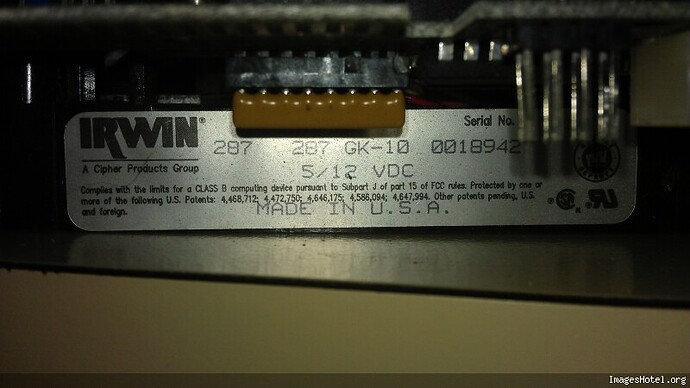 IRWIN®
A Cipher Products Group
Serial No.
287 287 GK-10 0018942
5/12 VDC
Complies with the limits for a CLASS B computing device pursuant to Subpart J of part 15 of FCC rules. Protected by one or
more of the following U.S. Patents: 4,468,712; 4,472,750; 4,646,175; 4,586,094; 4,647,994. Other patents pending, U.S.
and foreign.
MADE IN U.S.A.
ImagesHotel.org